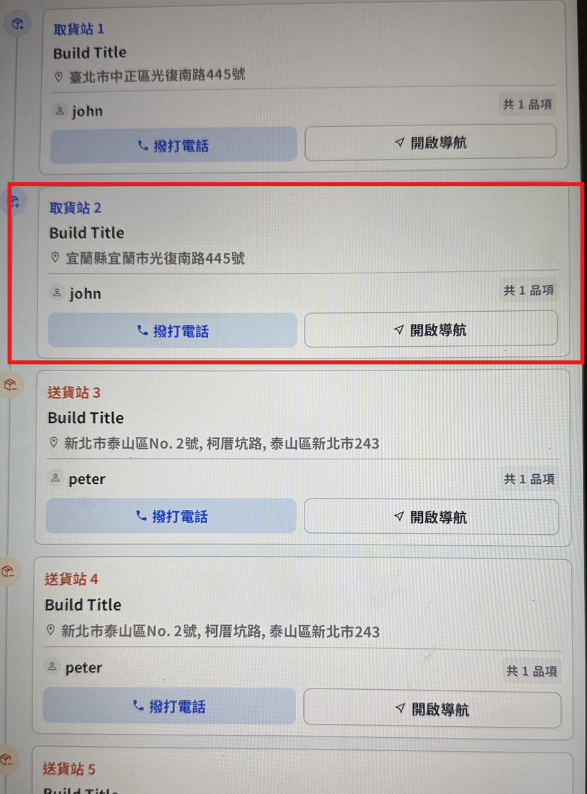 取貨站 1
Build Title
臺北市中正區光復南路445號
john
共 1 品項
撥打電話
開啟導航
取貨站 2
Build Title
宜蘭縣宜蘭市光復南路445號
john
共 1 品項
撥打電話
開啟導航
送貨站 3
Build Title
新北市泰山區No. 2號, 柯厝坑路, 泰山區新北市243
peter
共 1 品項
撥打電話
開啟導航
送貨站 4
Build Title
新北市泰山區No. 2號, 柯厝坑路, 泰山區新北市243
peter
共 1 品項
撥打電話
開啟導航
送貨站 5
Build Title